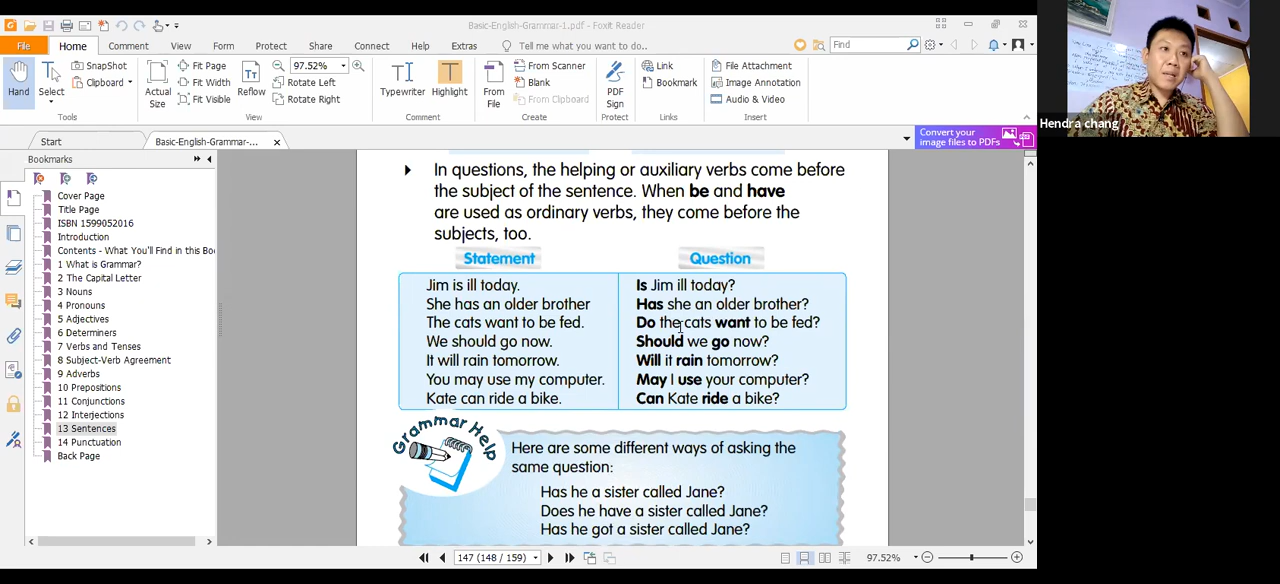 Basic-English-Grammar-1.pdf - Foxit Reader
File
Home
Comment
View
Form
Protect
Share
Connect
Help
Extras
Tell me what you want to do..
Find
Hand
Select
SnapShot
Clipboard
Actual
Size
Fit Page
Fit Width
Fit Visible
Reflow
97.52%
Rotate Left
Rotate Right
Typewriter
Highlight
From
File
From Scanner
Blank
From Clipboard
PDF
Sign
Link
Bookmark
File Attachment
Image Annotation
Audio & Video
Tools
View
Comment
Create
Protect
Links
Insert
Start
Basic-English-Grammar-...
Convert your
image files to PDFs
Hendra chang
Bookmarks
Cover Page
Title Page
ISBN 1599052016
Introduction
Contents - What You'll Find in this Boo
1 What is Grammar?
2 The Capital Letter
3 Nouns
4 Pronouns
5 Adjectives
6 Determiners
7 Verbs and Tenses
8 Subject-Verb Agreement
9 Adverbs
10 Prepositions
11 Conjunctions
12 Interjections
13 Sentences
14 Punctuation
Back Page
In questions, the helping or auxiliary verbs come before
the subject of the sentence. When be and have
are used as ordinary verbs, they come before the
subjects, too.
Statement
Question
Jim is ill today.
Is Jim ill today?
She has an older brother
Has she an older brother?
The cats want to be fed.
Do the cats want to be fed?
We should go now.
Should we go now?
It will rain tomorrow.
Will it rain tomorrow?
You may use my computer.
May I use your computer?
Kate can ride a bike.
Can Kate ride a bike?
Grammar Help
Here are some different ways of asking the
same question:
Has he a sister called Jane?
Does he have a sister called Jane?
Has he got a sister called Jane?
147 (148 / 159)
97.52%